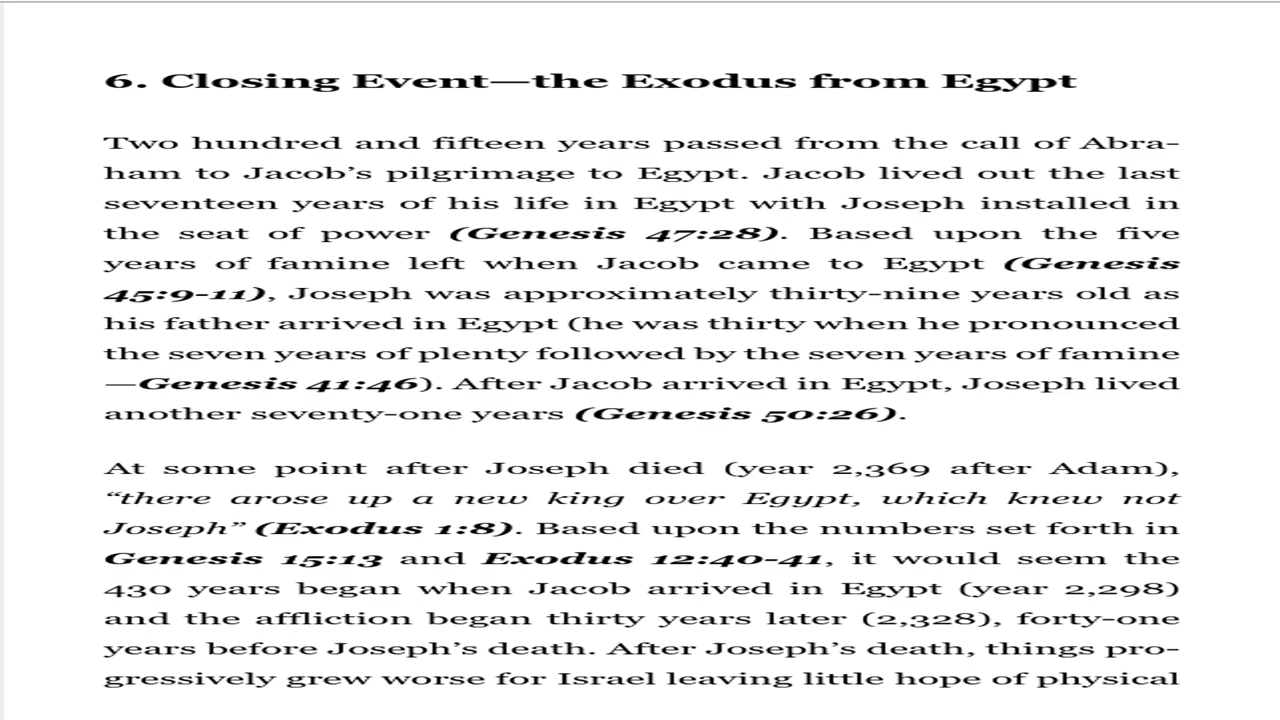 6. Closing Event—the Exodus from Egypt
Two hundred and fifteen years passed from the call of Abra-
ham to Jacob’s pilgrimage to Egypt. Jacob lived out the last
seventeen years of his life in Egypt with Joseph installed in
the seat of power (Genesis 47:28). Based upon the five
years of famine left when Jacob came to Egypt (Genesis
45:9-11), Joseph was approximately thirty-nine years old as
his father arrived in Egypt (he was thirty when he pronounced
the seven years of plenty followed by the seven years of famine
—Genesis 41:46). After Jacob arrived in Egypt, Joseph lived
another seventy-one years (Genesis 50:26).
At some point after Joseph died (year 2,369 after Adam),
“there arose up a new king over Egypt, which knew not
Joseph” (Exodus 1:8). Based upon the numbers set forth in
Genesis 15:13 and Exodus 12:40-41, it would seem the
430 years began when Jacob arrived in Egypt (year 2,298)
and the affliction began thirty years later (2,328), forty-one
years before Joseph’s death. After Joseph’s death, things pro-
gressively grew worse for Israel leaving little hope of physical